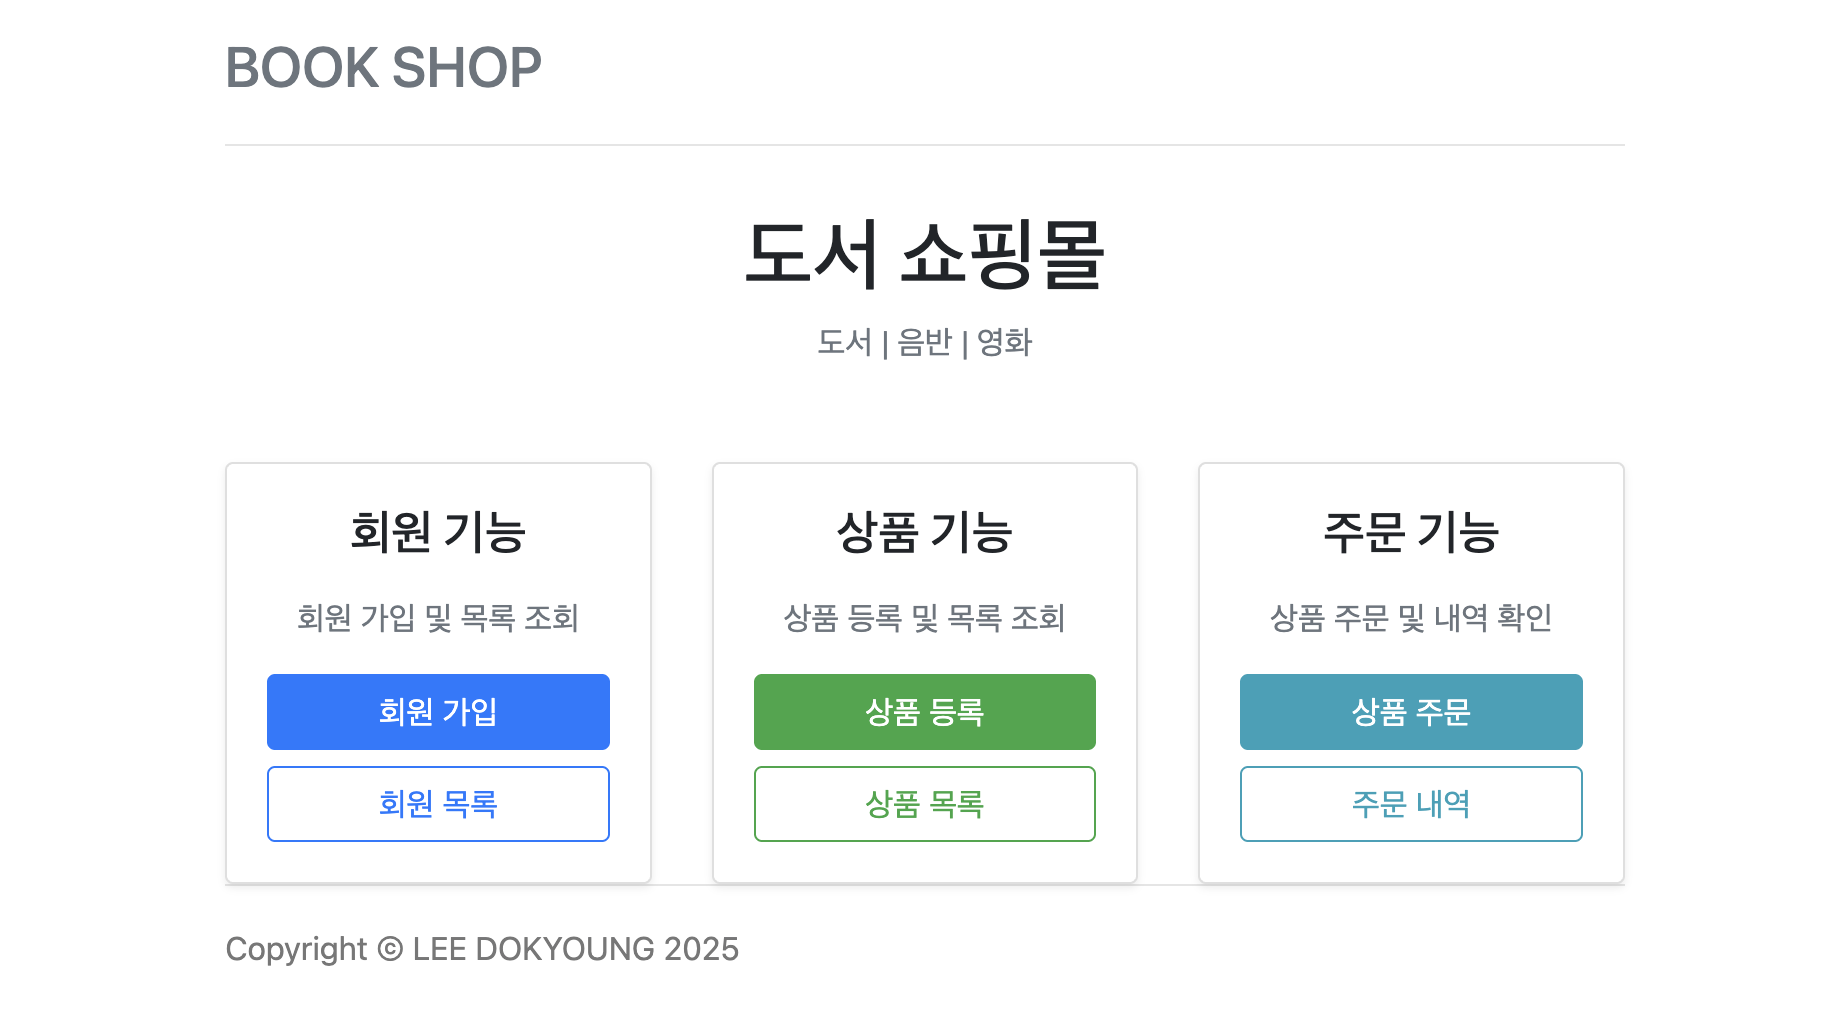 BOOK SHOP
도서 쇼핑몰
도서 | 음반 | 영화
회원 기능
회원 가입 및 목록 조회
회원 가입
회원 목록
상품 기능
상품 등록 및 목록 조회
상품 등록
상품 목록
주문 기능
상품 주문 및 내역 확인
상품 주문
주문 내역
Copyright © LEE DOKYOUNG 2025